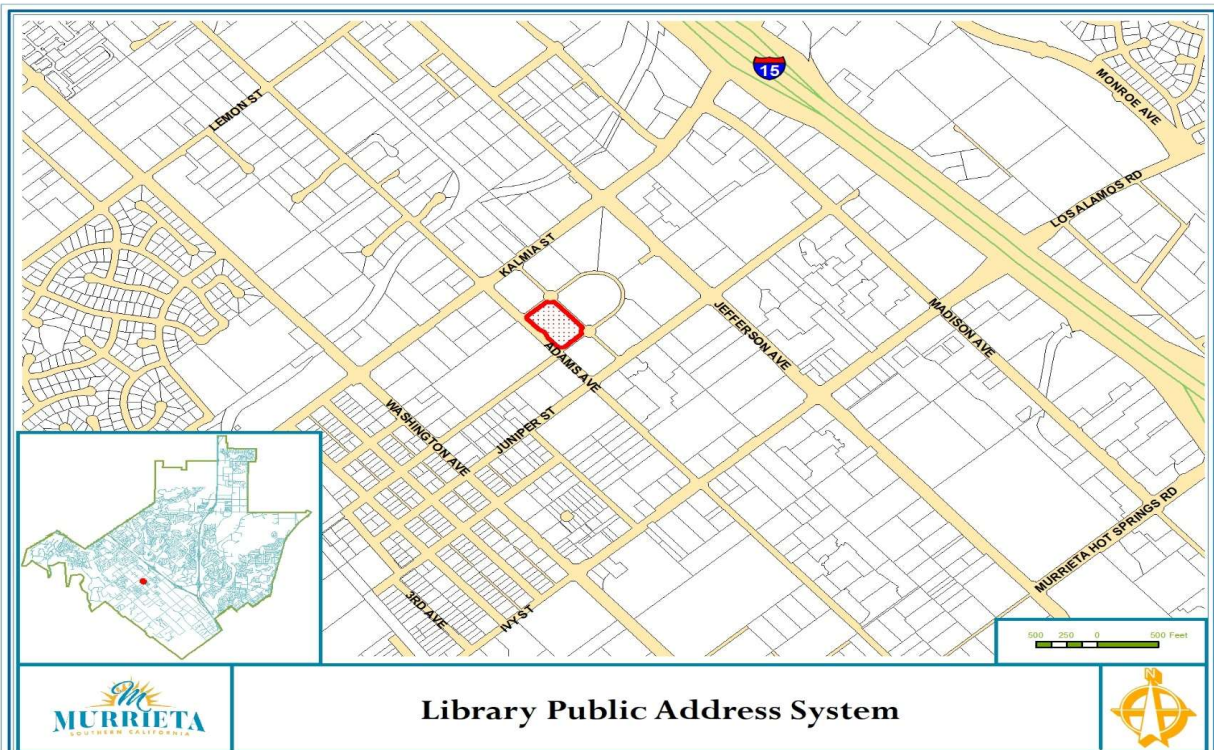 15
MONROE AVE
LEMON ST
LOS ALAMOS RD
KALMIA ST
JEFFERSON AVE
MADISON AVE
ADAMS AVE
WASHINGTON AVE
JUNIPER ST
MURRIETA HOT SPRINGS RD
3RD AVE
IVY ST
500 250 0 500 Feet
M
MURRIETA
SOUTHERN CALIFORNIA
Library Public Address System
N